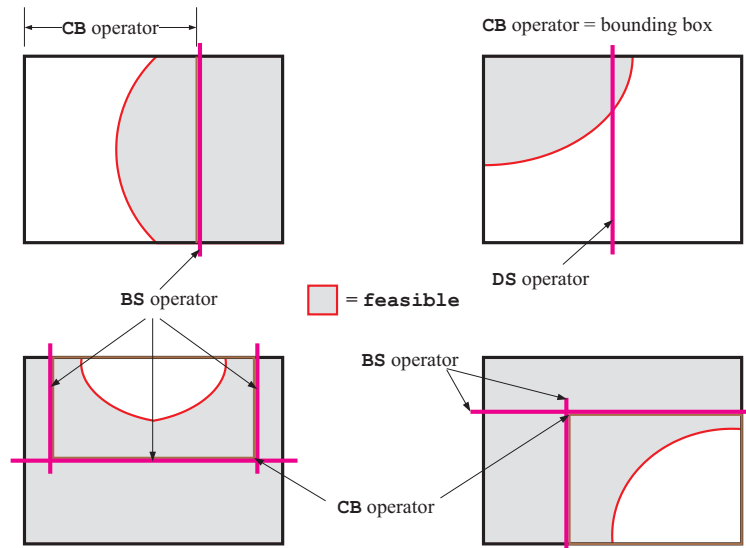 CB operator
CB operator = bounding box
DS operator
BS operator
= feasible
BS operator
CB operator